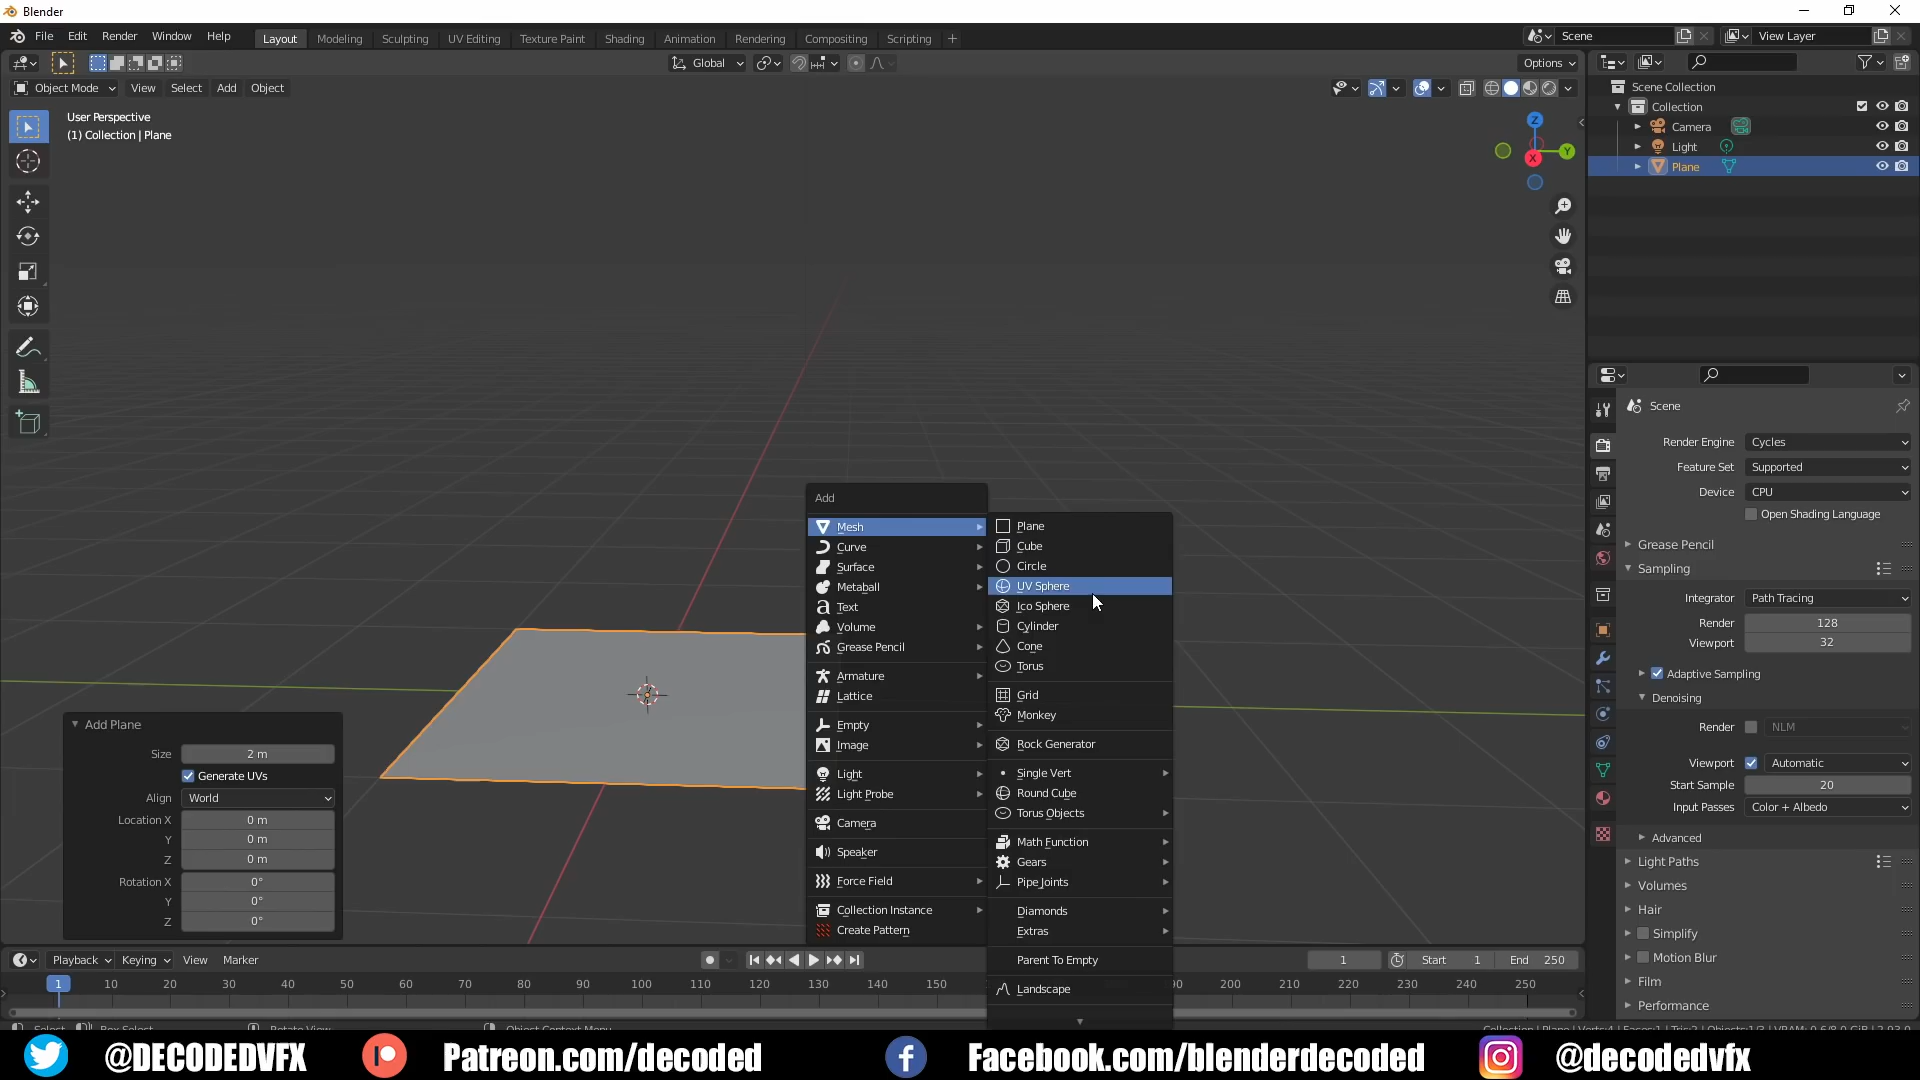 Blender
File Edit Render Window Help Layout Modeling Sculpting UV Editing Texture Paint Shading Animation Rendering Compositing Scripting + Scene View Layer
Global Options
Object Mode View Select Add Object
User Perspective
(1) Collection | Plane
Z
Y
X
Scene Collection
Collection
Camera
Light
Plane
Scene
Render Engine Cycles
Feature Set Supported
Device CPU
Open Shading Language
Grease Pencil
Sampling
Integrator Path Tracing
Render 128
Viewport 32
Adaptive Sampling
Denoising
Render NLM
Viewport Automatic
Start Sample 20
Input Passes Color + Albedo
Advanced
Light Paths
Volumes
Hair
Simplify
Motion Blur
Film
Performance
Add
Mesh
Curve
Surface
Metaball
Text
Volume
Grease Pencil
Armature
Lattice
Empty
Image
Light
Light Probe
Camera
Speaker
Force Field
Collection Instance
Create Pattern
Plane
Cube
Circle
UV Sphere
Ico Sphere
Cylinder
Cone
Torus
Grid
Monkey
Rock Generator
Single Vert
Round Cube
Torus Objects
Math Function
Gears
Pipe Joints
Diamonds
Extras
Parent To Empty
Landscape
Add Plane
Size 2 m
Generate UVs
Align World
Location X 0 m
Y 0 m
Z 0 m
Rotation X 0°
Y 0°
Z 0°
Playback Keying View Marker 1 Start 1 End 250
1 10 20 30 40 50 60 70 80 90 100 110 120 130 140 150 90 200 210 220 230 240 250
@DECODEDVFX Patreon.com/decoded Facebook.com/blenderdecoded @decodedvfx